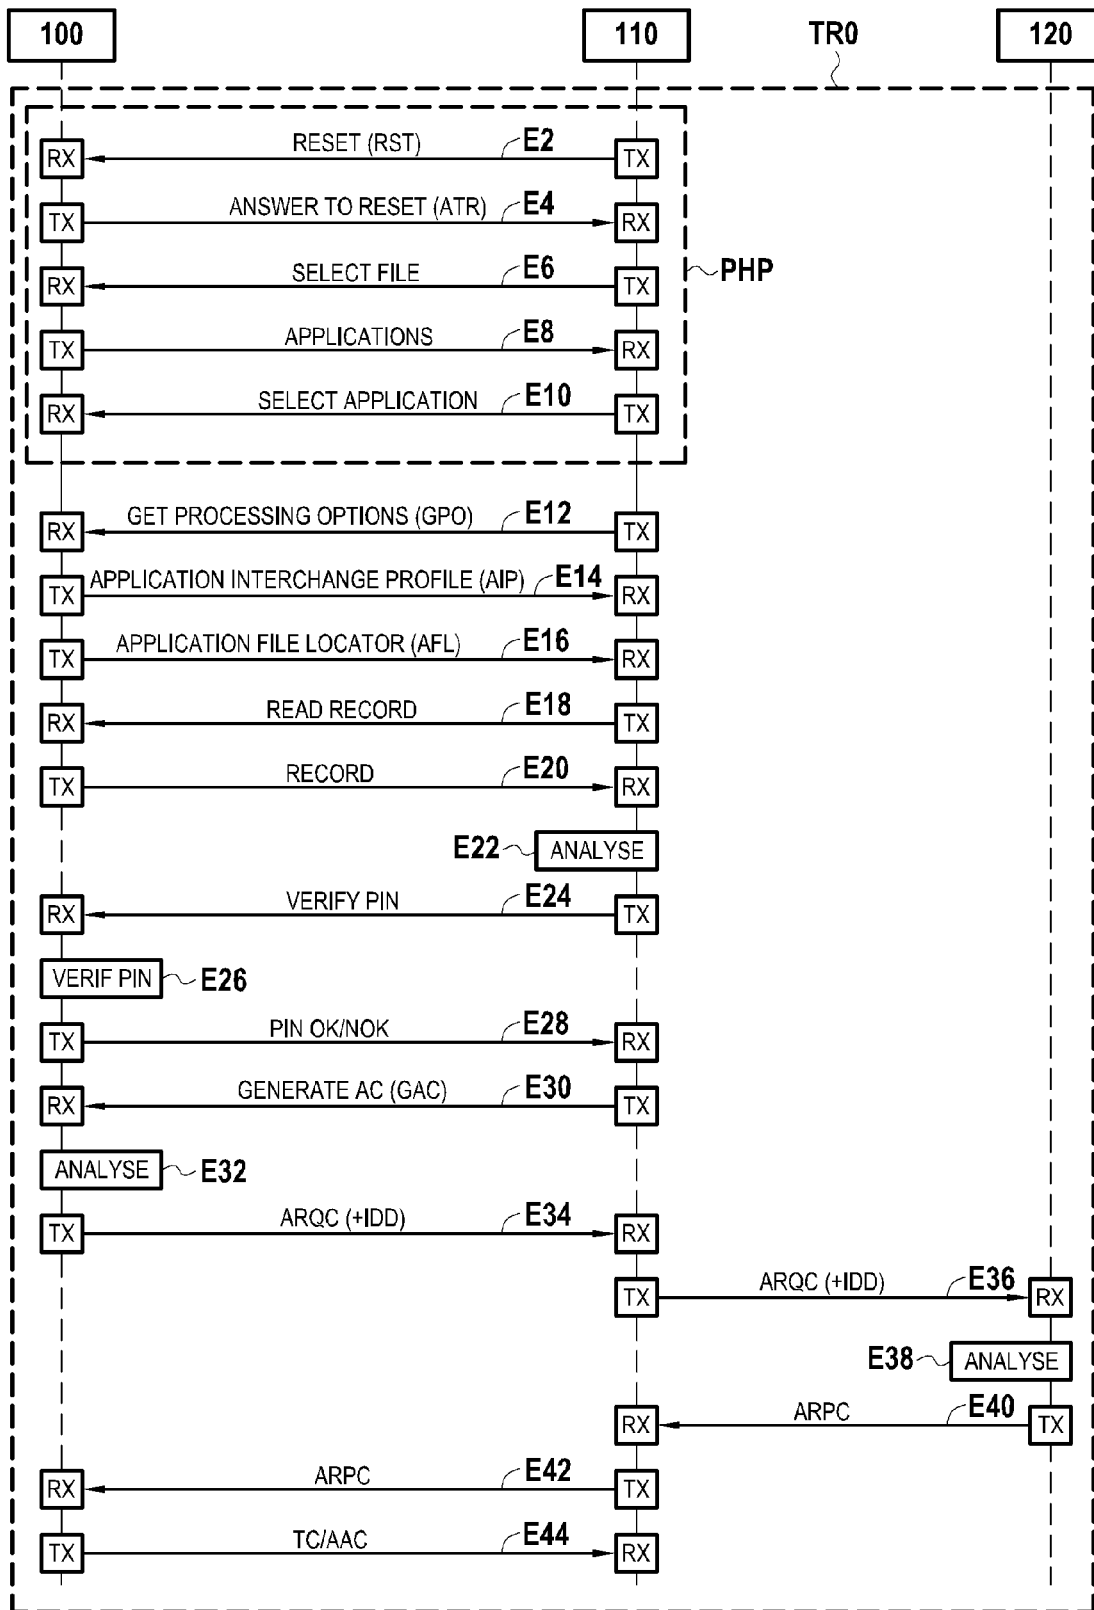 100 110 TR0 120
RX RESET (RST) E2 TX
TX ANSWER TO RESET (ATR) E4 RX
RX SELECT FILE E6 TX
PHP
TX APPLICATIONS E8 RX
RX SELECT APPLICATION E10 TX
RX GET PROCESSING OPTIONS (GPO) E12 TX
TX APPLICATION INTERCHANGE PROFILE (AIP) E14 RX
TX APPLICATION FILE LOCATOR (AFL) E16 RX
RX READ RECORD E18 TX
TX RECORD E20 RX
E22 ANALYSE
RX VERIFY PIN E24 TX
VERIF PIN E26
TX PIN OK/NOK E28 RX
RX GENERATE AC (GAC) E30 TX
ANALYSE E32
TX ARQC (+IDD) E34 RX
TX ARQC (+IDD) E36 RX
E38 ANALYSE
RX ARPC E40 TX
RX ARPC E42 TX
TX TC/AAC E44 RX